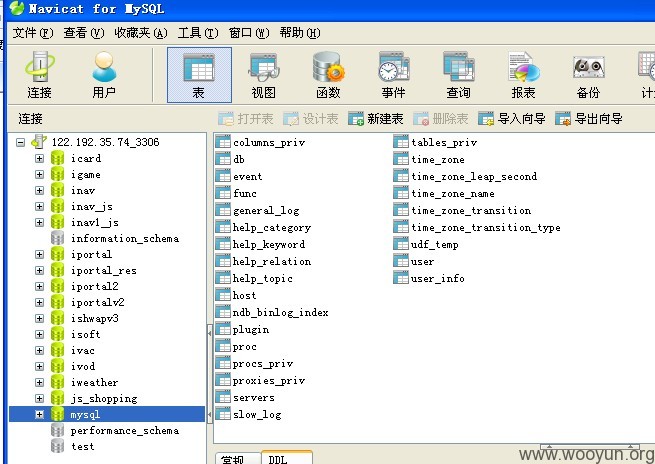 Navicat for MySQL
文件(F) 查看(V) 收藏夹(A) 工具(T) 窗口(W) 帮助(H)
连接 用户 表 视图 函数 事件 查询 报表 备份
连接 打开表 设计表 新建表 删除表 导入向导 导出向导
122.192.35.74_3306
icard
igame
inav
inav_js
inav1_js
information_schema
iportal
iportal_res
iportal2
iportalv2
ishwapv3
isoft
ivac
ivod
iweather
js_shopping
mysql
performance_schema
test
columns_priv
db
event
func
general_log
help_category
help_keyword
help_relation
help_topic
host
ndb_binlog_index
plugin
proc
procs_priv
proxies_priv
servers
slow_log
tables_priv
time_zone
time_zone_leap_second
time_zone_name
time_zone_transition
time_zone_transition_type
udf_temp
user
user_info
常规 DDL
www.wooyun.org